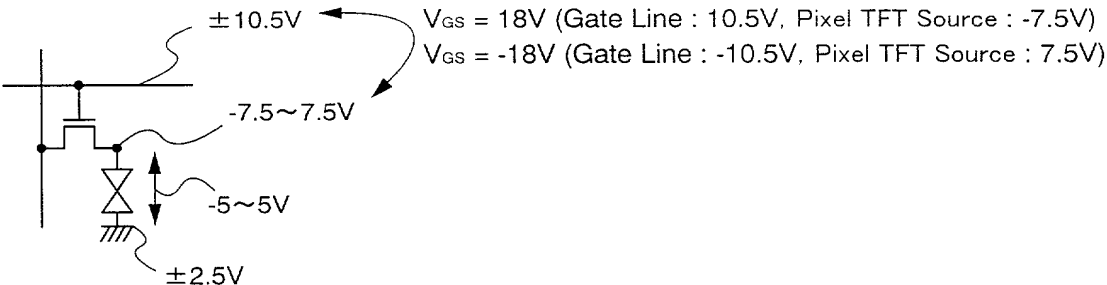 ±10.5V
VGS = 18V (Gate Line : 10.5V, Pixel TFT Source : -7.5V)
VGS = -18V (Gate Line : -10.5V, Pixel TFT Source : 7.5V)
-7.5～7.5V
-5～5V
±2.5V